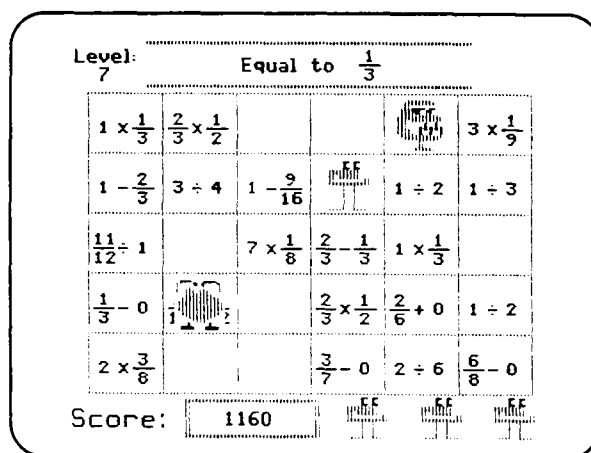 Level:
7
Equal to 1/3
1 × 1/3 2/3 × 1/2 3 × 1/9
1 − 2/3 3 ÷ 4 1 − 9/16 1 ÷ 2 1 ÷ 3
11/12 ÷ 1 7 × 1/8 2/3 − 1/3 1 × 1/3
1/3 − 0 2/3 × 1/2 2/6 + 0 1 ÷ 2
2 × 3/8 3/7 − 0 2 ÷ 6 6/8 − 0
Score: 1160